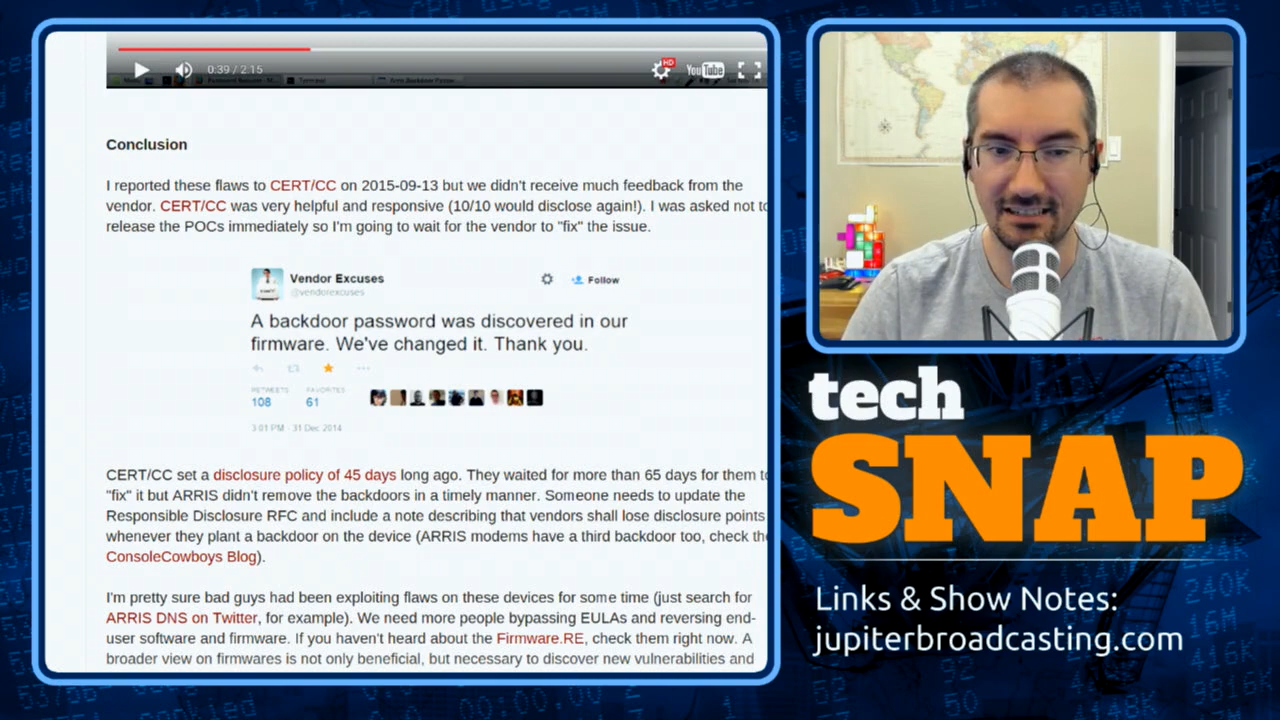 0:39 / 2:15
HD
YouTube
Conclusion
I reported these flaws to CERT/CC on 2015-09-13 but we didn't receive much feedback from the
vendor. CERT/CC was very helpful and responsive (10/10 would disclose again!). I was asked not to
release the POCs immediately so I'm going to wait for the vendor to "fix" the issue.
Vendor Excuses
@vendorexcuses
Follow
A backdoor password was discovered in our
firmware. We've changed it. Thank you.
RETWEETS FAVORITES
108 61
3:01 PM - 31 Dec 2014
CERT/CC set a disclosure policy of 45 days long ago. They waited for more than 65 days for them to
"fix" it but ARRIS didn't remove the backdoors in a timely manner. Someone needs to update the
Responsible Disclosure RFC and include a note describing that vendors shall lose disclosure points
whenever they plant a backdoor on the device (ARRIS modems have a third backdoor too, check the
ConsoleCowboys Blog).
I'm pretty sure bad guys had been exploiting flaws on these devices for some time (just search for
ARRIS DNS on Twitter, for example). We need more people bypassing EULAs and reversing end-
user software and firmware. If you haven't heard about the Firmware.RE, check them right now. A
broader view on firmwares is not only beneficial, but necessary to discover new vulnerabilities and
tech
SNAP
Links & Show Notes:
jupiterbroadcasting.com